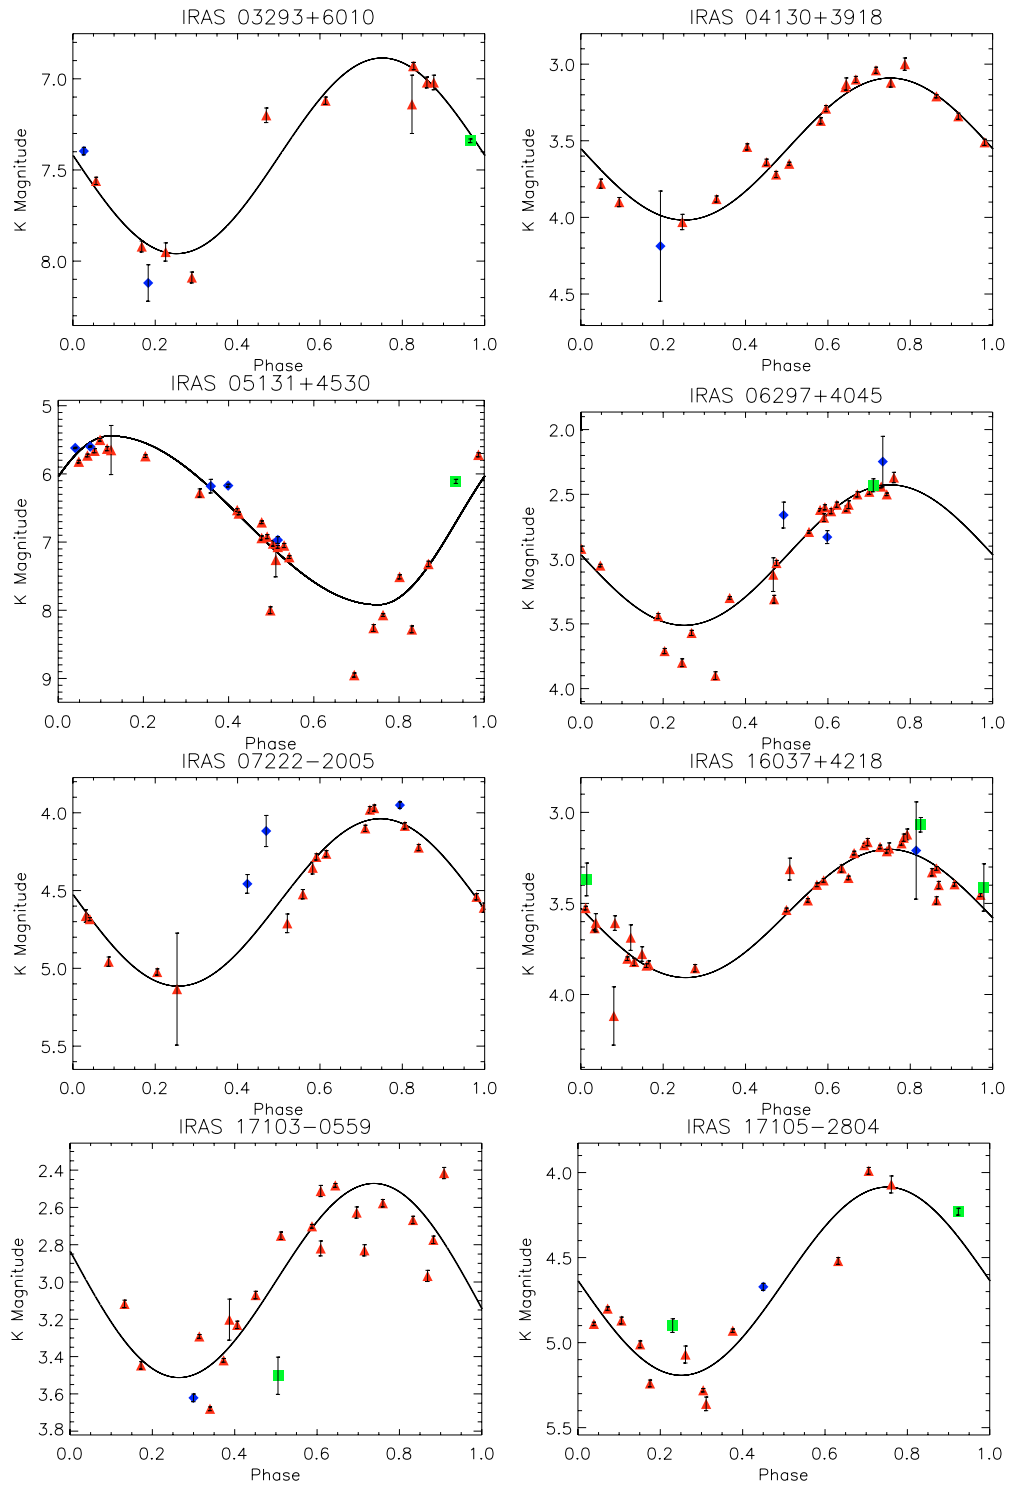 IRAS 03293+6010
IRAS 04130+3918
K Magnitude
7.0
7.5
8.0
0.0 0.2 0.4 0.6 0.8 1.0
Phase
K Magnitude
3.0
3.5
4.0
4.5
0.0 0.2 0.4 0.6 0.8 1.0
Phase
IRAS 05131+4530
IRAS 06297+4045
K Magnitude
5
6
7
8
9
0.0 0.2 0.4 0.6 0.8 1.0
Phase
K Magnitude
2.0
2.5
3.0
3.5
4.0
0.0 0.2 0.4 0.6 0.8 1.0
Phase
IRAS 07222−2005
IRAS 16037+4218
K Magnitude
4.0
4.5
5.0
5.5
0.0 0.2 0.4 0.6 0.8 1.0
Phase
K Magnitude
3.0
3.5
4.0
0.0 0.2 0.4 0.6 0.8 1.0
Phase
IRAS 17103−0559
IRAS 17105−2804
K Magnitude
2.4
2.6
2.8
3.0
3.2
3.4
3.6
3.8
0.0 0.2 0.4 0.6 0.8 1.0
Phase
K Magnitude
4.0
4.5
5.0
5.5
0.0 0.2 0.4 0.6 0.8 1.0
Phase